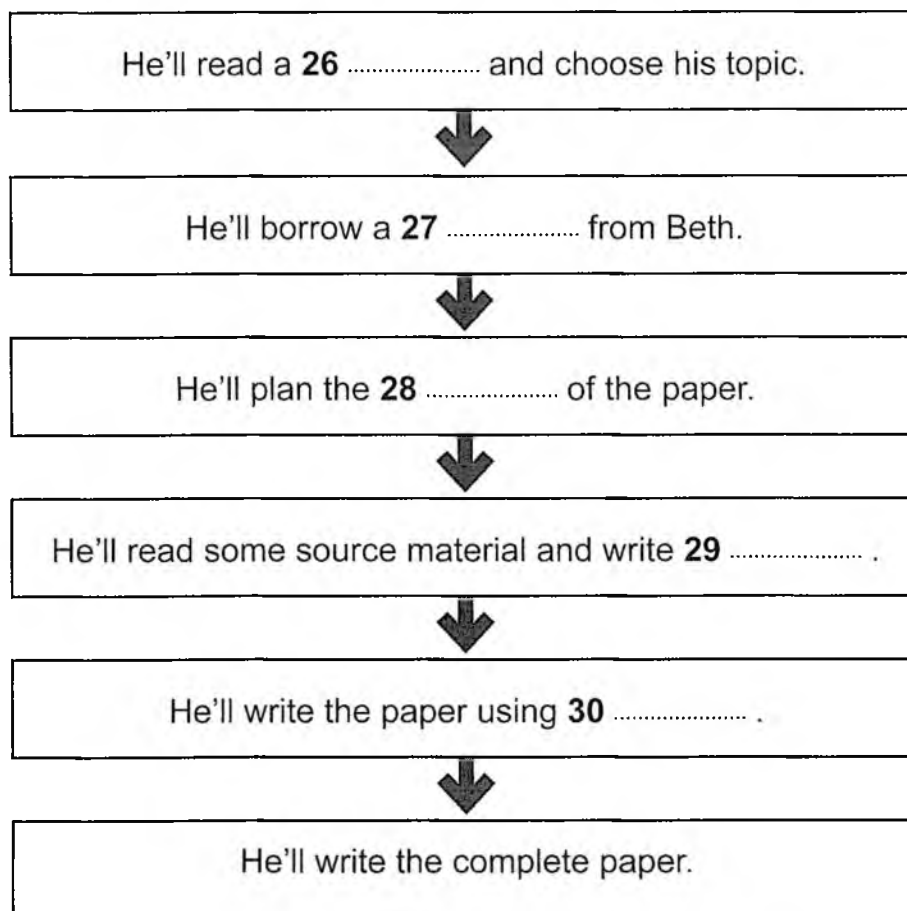 He'll read a 26 .................... and choose his topic.
He'll borrow a 27 .................... from Beth.
He'll plan the 28 .................... of the paper.
He'll read some source material and write 29 .................... .
He'll write the paper using 30 .................... .
He'll write the complete paper.